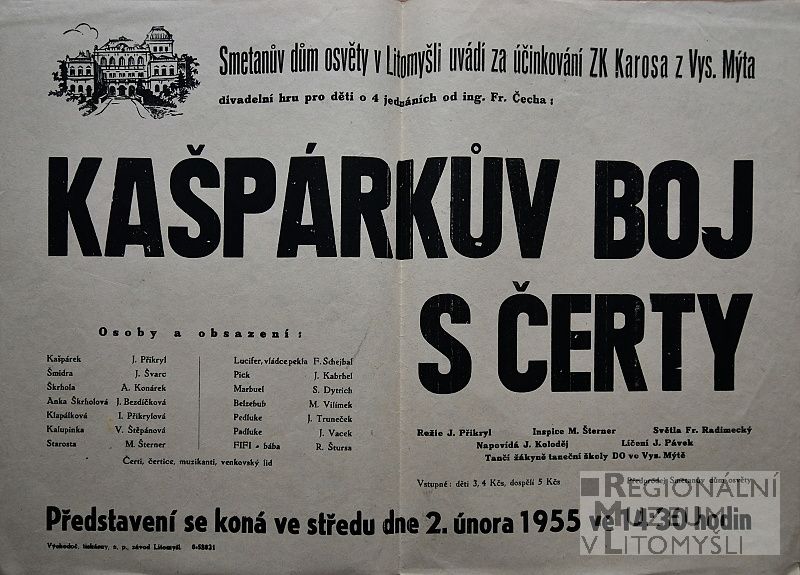 Smetanův dům osvěty v Litomyšli uvádí za účinkování ZK Karosa z Vys. Mýta
divadelní hru pro děti o 4 jednáních od ing. Fr. Čecha :
KAŠPÁRKŮV BOJ
S ČERTY
Osoby a obsazení :
Kašpárek J. Přikryl
Šmidra J. Švarc
Škrhola A. Konárek
Anka Škrholová J. Bezdíčková
Klapálková I. Přikrylová
Kalupinka V. Štěpánová
Starosta M. Šterner
Lucifer, vládce pekla F. Schejbal
Pick J. Kabrhel
Marbuel S. Dytrich
Belzebub M. Vilímek
Pedluke J. Truneček
Padluke J. Vacek
FIFI - bába R. Štursa
Čerti, čertice, muzikanti, venkovský lid
Režie J. Přikryl Inspice M. Šterner Světla Fr. Radimecký
Napovídá J. Koloděj Líčení J. Pávek
Tančí žákyně taneční školy DO ve Vys. Mýtě
Vstupné : děti 3, 4 Kčs, dospělí 5 Kčs Předprodej Smetanův dům osvěty
Představení se koná ve středu dne 2. února 1955 ve 14·30 hodin
Východoč. tiskárny, n. p., závod Litomyšl.
REGIONÁLNÍ
MUZEUM
V LITOMYŠLI